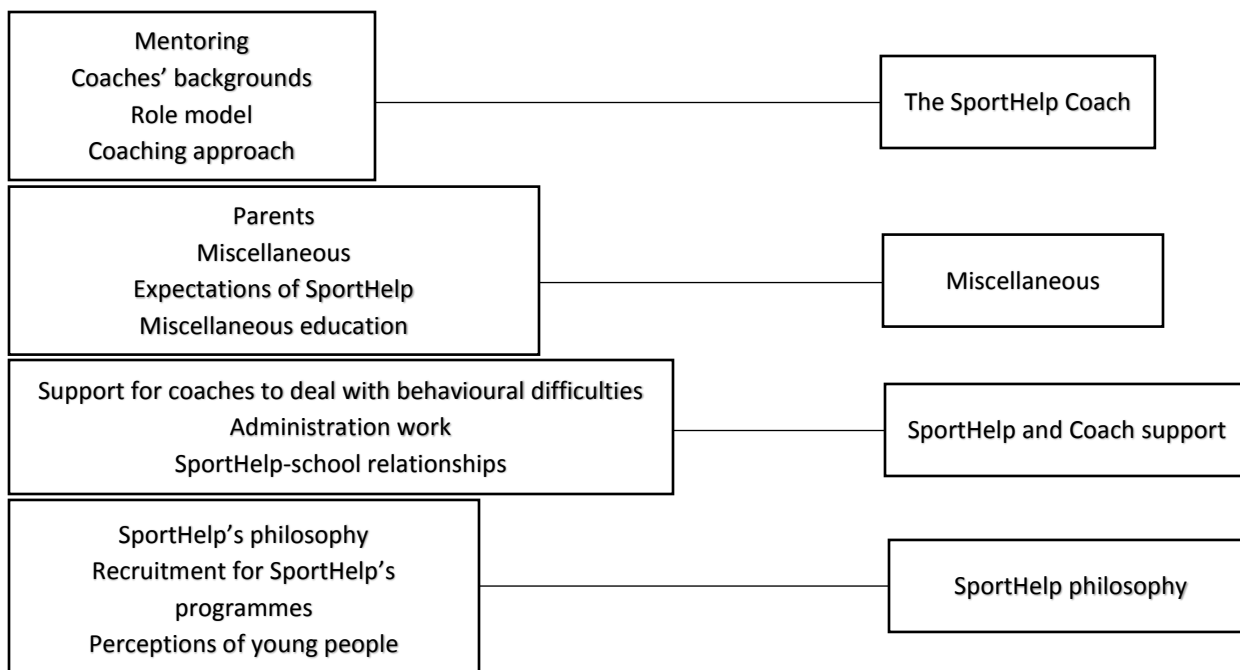 Mentoring
Coaches’ backgrounds
Role model
Coaching approach
The SportHelp Coach
Parents
Miscellaneous
Expectations of SportHelp
Miscellaneous education
Miscellaneous
Support for coaches to deal with behavioural difficulties
Administration work
SportHelp-school relationships
SportHelp and Coach support
SportHelp’s philosophy
Recruitment for SportHelp’s
programmes
Perceptions of young people
SportHelp philosophy